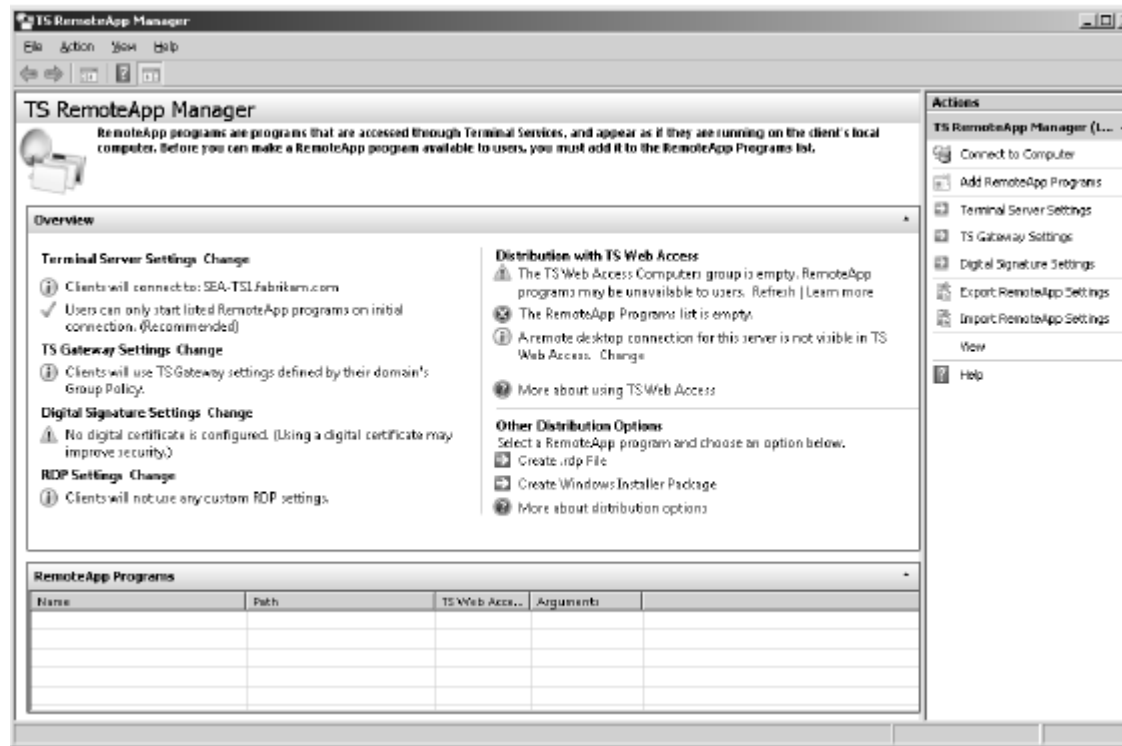 TS RemoteApp Manager
File Action View Help
TS RemoteApp Manager
RemoteApp programs are programs that are accessed through Terminal Services, and appear as if they are running on the client's local
computer. Before you can make a RemoteApp program available to users, you must add it to the RemoteApp Programs list.
Overview
Terminal Server Settings Change
Clients will connect to: SEA-TS1.fabrikam.com
Users can only start listed RemoteApp programs on initial
connection. (Recommended)
TS Gateway Settings Change
Clients will use TS Gateway settings defined by their domain's
Group Policy.
Digital Signature Settings Change
No digital certificate is configured. (Using a digital certificate may
improve security.)
RDP Settings Change
Clients will not use any custom RDP settings.
Distribution with TS Web Access
The TS Web Access Computers group is empty. RemoteApp
programs may be unavailable to users. Refresh | Learn more
The RemoteApp Programs list is empty.
A remote desktop connection for this server is not visible in TS
Web Access. Change
More about using TS Web Access
Other Distribution Options
Select a RemoteApp program and choose an option below.
Create .rdp File
Create Windows Installer Package
More about distribution options
RemoteApp Programs
Name Path TS Web Acce... Arguments
Actions
TS RemoteApp Manager (L...
Connect to Computer
Add RemoteApp Programs
Terminal Server Settings
TS Gateway Settings
Digital Signature Settings
Export RemoteApp Settings
Import RemoteApp Settings
View
Help